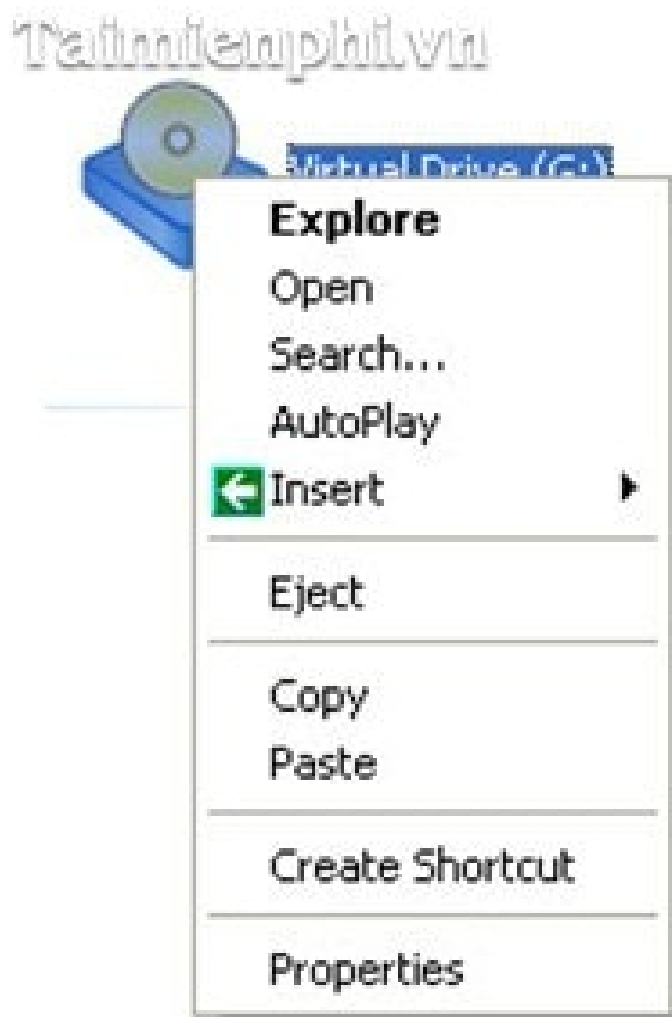 Taimienphi.vn
Virtual Drive (G:)
Explore
Open
Search...
AutoPlay
Insert
Eject
Copy
Paste
Create Shortcut
Properties